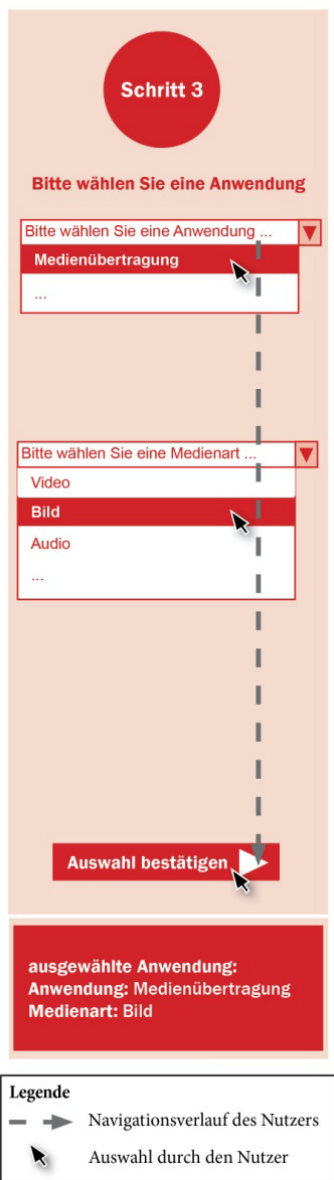 Schritt 3
Bitte wählen Sie eine Anwendung
Bitte wählen Sie eine Anwendung ...
Medienübertragung
...
Bitte wählen Sie eine Medienart ...
Video
Bild
Audio
...
Auswahl bestätigen
ausgewählte Anwendung:
Anwendung: Medienübertragung
Medienart: Bild
Legende
Navigationsverlauf des Nutzers
Auswahl durch den Nutzer